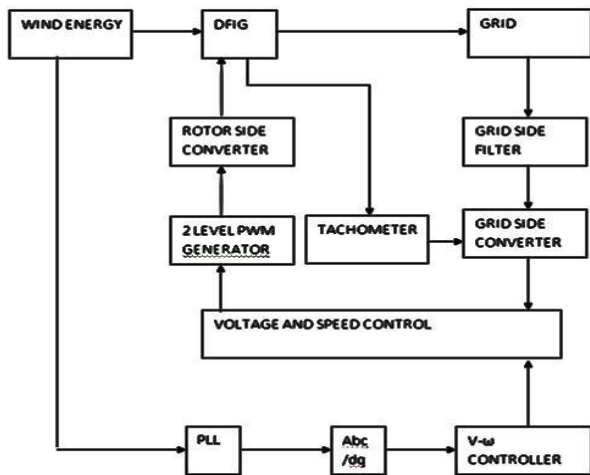 WIND ENERGY
DFIG
GRID
ROTOR SIDE
CONVERTER
GRID SIDE
FILTER
2 LEVEL PWM
GENERATOR
TACHOMETER
GRID SIDE
CONVERTER
VOLTAGE AND SPEED CONTROL
PLL
Abc
/dq
V-ω
CONTROLLER